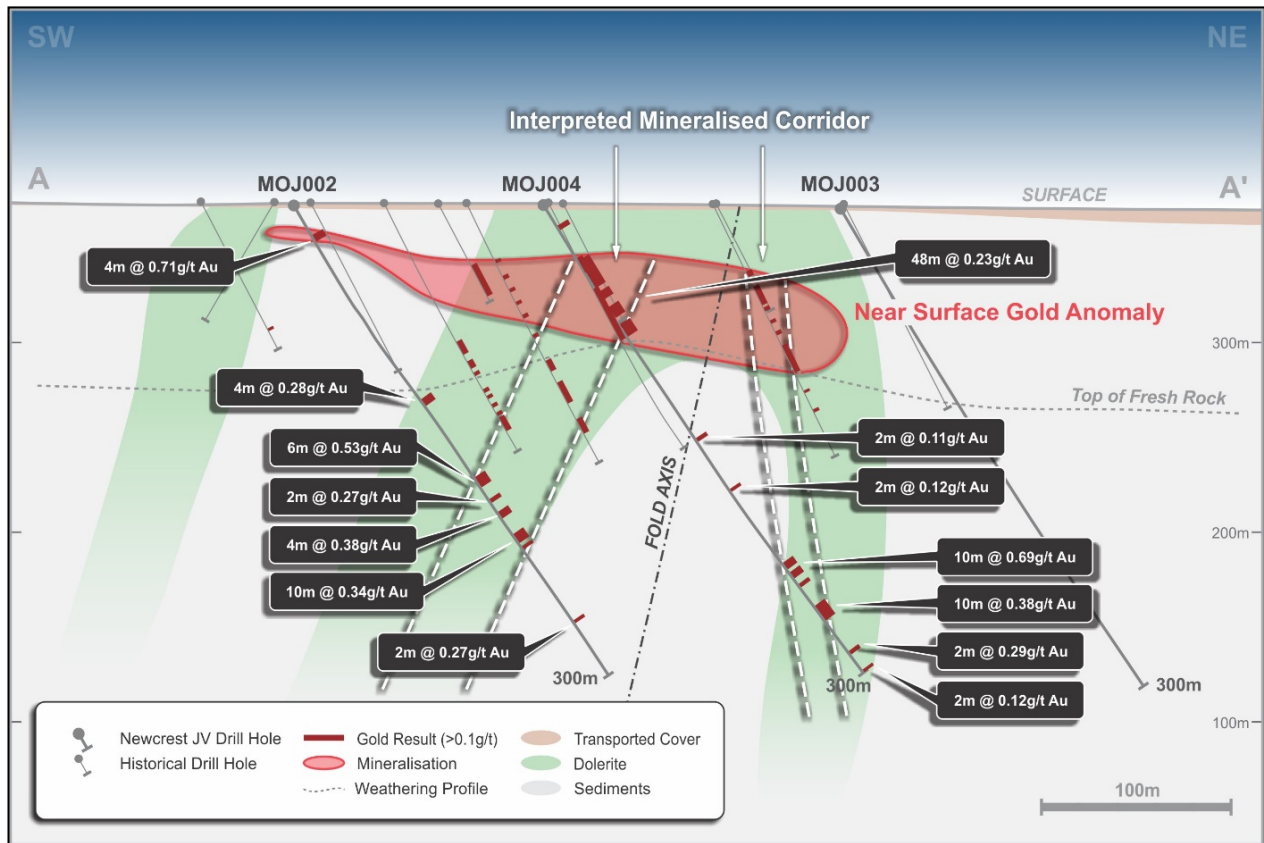 SW
NE
Interpreted Mineralised Corridor
A
MOJ002
MOJ004
MOJ003
SURFACE
A'
4m @ 0.71g/t Au
48m @ 0.23g/t Au
Near Surface Gold Anomaly
300m
4m @ 0.28g/t Au
Top of Fresh Rock
6m @ 0.53g/t Au
2m @ 0.11g/t Au
2m @ 0.27g/t Au
2m @ 0.12g/t Au
FOLD AXIS
4m @ 0.38g/t Au
200m
10m @ 0.34g/t Au
10m @ 0.69g/t Au
10m @ 0.38g/t Au
2m @ 0.27g/t Au
2m @ 0.29g/t Au
300m
300m
300m
2m @ 0.12g/t Au
100m
Newcrest JV Drill Hole
Historical Drill Hole
Gold Result (>0.1g/t)
Mineralisation
Weathering Profile
Transported Cover
Dolerite
Sediments
100m